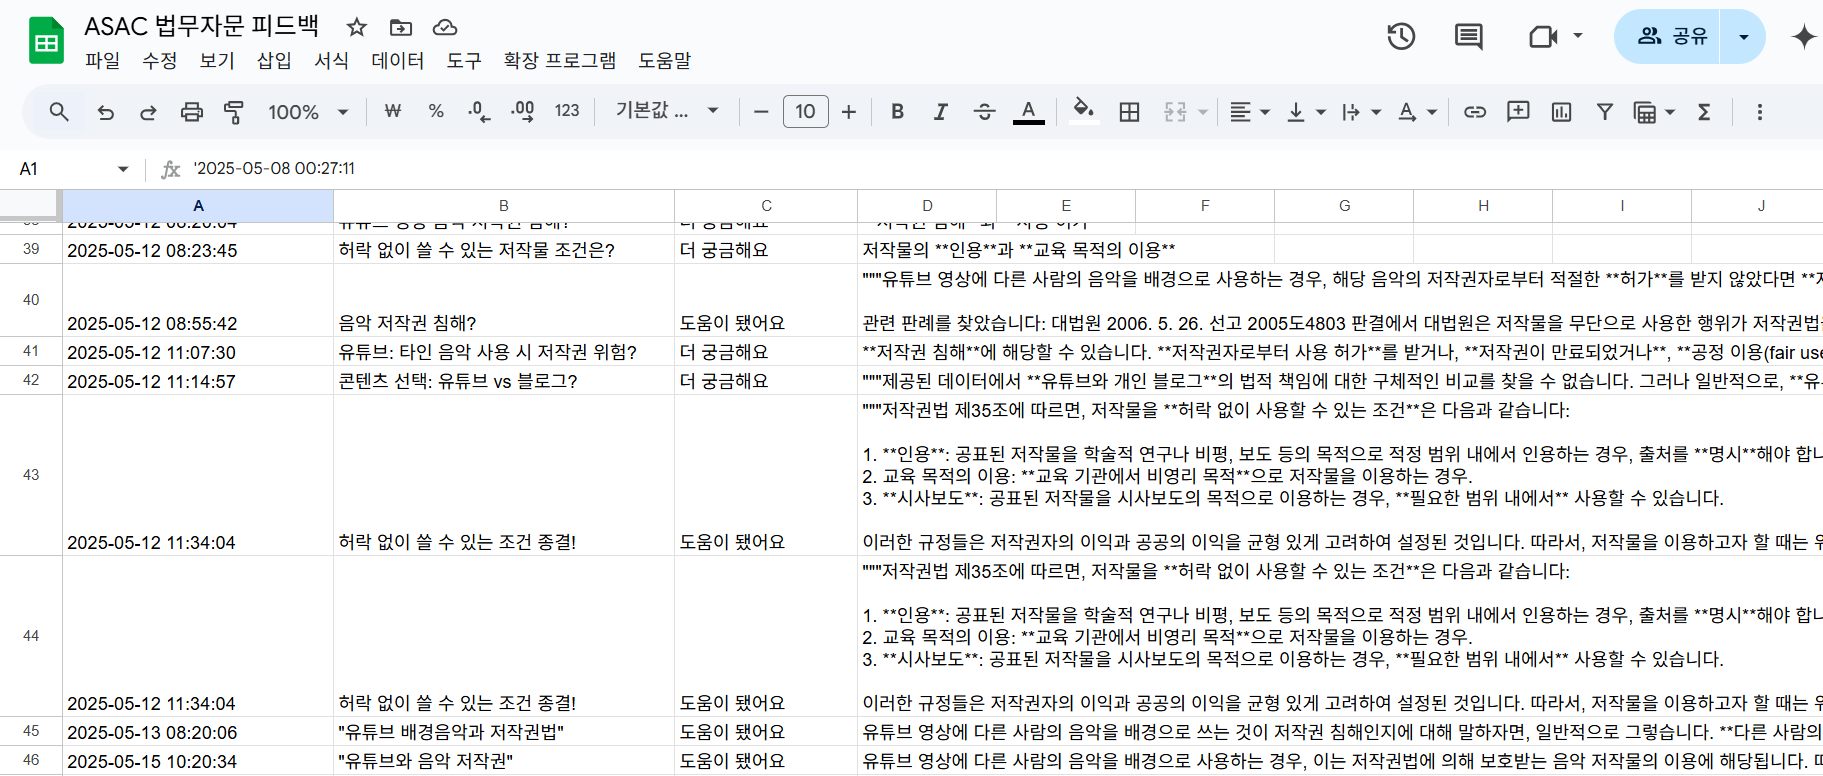 ASAC 법무자문 피드백
파일 수정 보기 삽입 서식 데이터 도구 확장 프로그램 도움말
공유
100% ₩ % .0 .00 123 기본값 ... 10 B I A A Σ
A1 fx '2025-05-08 00:27:11
A B C D E F G H I J
39 2025-05-12 08:23:45 허락 없이 쓸 수 있는 저작물 조건은? 더 궁금해요 저작물의 **인용**과 **교육 목적의 이용**
"""유튜브 영상에 다른 사람의 음악을 배경으로 사용하는 경우, 해당 음악의 저작권자로부터 적절한 **허가**를 받지 않았다면
40 2025-05-12 08:55:42 음악 저작권 침해? 도움이 됐어요 관련 판례를 찾았습니다: 대법원 2006. 5. 26. 선고 2005도4803 판결에서 대법원은 저작물을 무단으로 사용한 행위가
41 2025-05-12 11:07:30 유튜브: 타인 음악 사용 시 저작권 위험? 더 궁금해요 **저작권 침해**에 해당할 수 있습니다. **저작권자로부터 사용 허가**를 받거나, **저작권이 만료되었거나**, **공정 이용(fair
42 2025-05-12 11:14:57 콘텐츠 선택: 유튜브 vs 블로그? 더 궁금해요 """제공된 데이터에서 **유튜브와 개인 블로그**의 법적 책임에 대한 구체적인 비교를 찾을 수 없습니다. 그러나 일반적으로,
"""저작권법 제35조에 따르면, 저작물을 **허락 없이 사용할 수 있는 조건**은 다음과 같습니다:
1. **인용**: 공표된 저작물을 학술적 연구나 비평, 보도 등의 목적으로 적정 범위 내에서 인용하는 경우, 출처를 **명시**해야
43 2. 교육 목적의 이용: **교육 기관에서 비영리 목적**으로 저작물을 이용하는 경우.
3. **시사보도**: 공표된 저작물을 시사보도의 목적으로 이용하는 경우, **필요한 범위 내에서** 사용할 수 있습니다.
2025-05-12 11:34:04 허락 없이 쓸 수 있는 조건 종결! 도움이 됐어요 이러한 규정들은 저작권자의 이익과 공공의 이익을 균형 있게 고려하여 설정된 것입니다. 따라서, 저작물을 이용하고자 할 때는
"""저작권법 제35조에 따르면, 저작물을 **허락 없이 사용할 수 있는 조건**은 다음과 같습니다:
1. **인용**: 공표된 저작물을 학술적 연구나 비평, 보도 등의 목적으로 적정 범위 내에서 인용하는 경우, 출처를 **명시**해야
44 2. 교육 목적의 이용: **교육 기관에서 비영리 목적**으로 저작물을 이용하는 경우.
3. **시사보도**: 공표된 저작물을 시사보도의 목적으로 이용하는 경우, **필요한 범위 내에서** 사용할 수 있습니다.
2025-05-12 11:34:04 허락 없이 쓸 수 있는 조건 종결! 도움이 됐어요 이러한 규정들은 저작권자의 이익과 공공의 이익을 균형 있게 고려하여 설정된 것입니다. 따라서, 저작물을 이용하고자 할 때는
45 2025-05-13 08:20:06 "유튜브 배경음악과 저작권법" 도움이 됐어요 유튜브 영상에 다른 사람의 음악을 배경으로 쓰는 것이 저작권 침해인지에 대해 말하자면, 일반적으로 그렇습니다. **다른 사람의
46 2025-05-15 10:20:34 "유튜브와 음악 저작권" 도움이 됐어요 유튜브 영상에 다른 사람의 음악을 배경으로 사용하는 경우, 이는 저작권법에 의해 보호받는 음악 저작물의 이용에 해당됩니다.